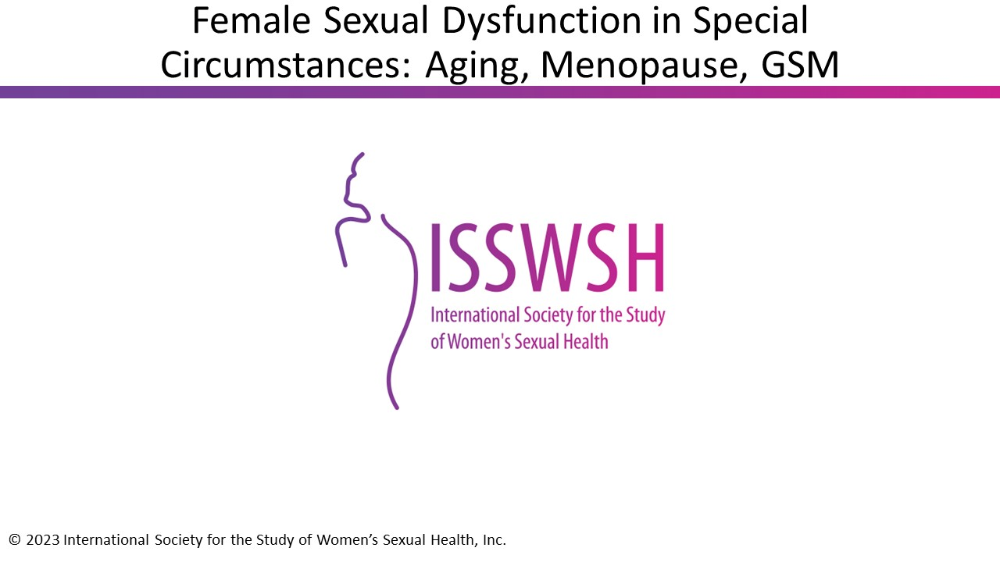 Female Sexual Dysfunction in Special
Circumstances: Aging, Menopause, GSM
ISSWSH
International Society for the Study
of Women's Sexual Health
© 2023 International Society for the Study of Women’s Sexual Health, Inc.